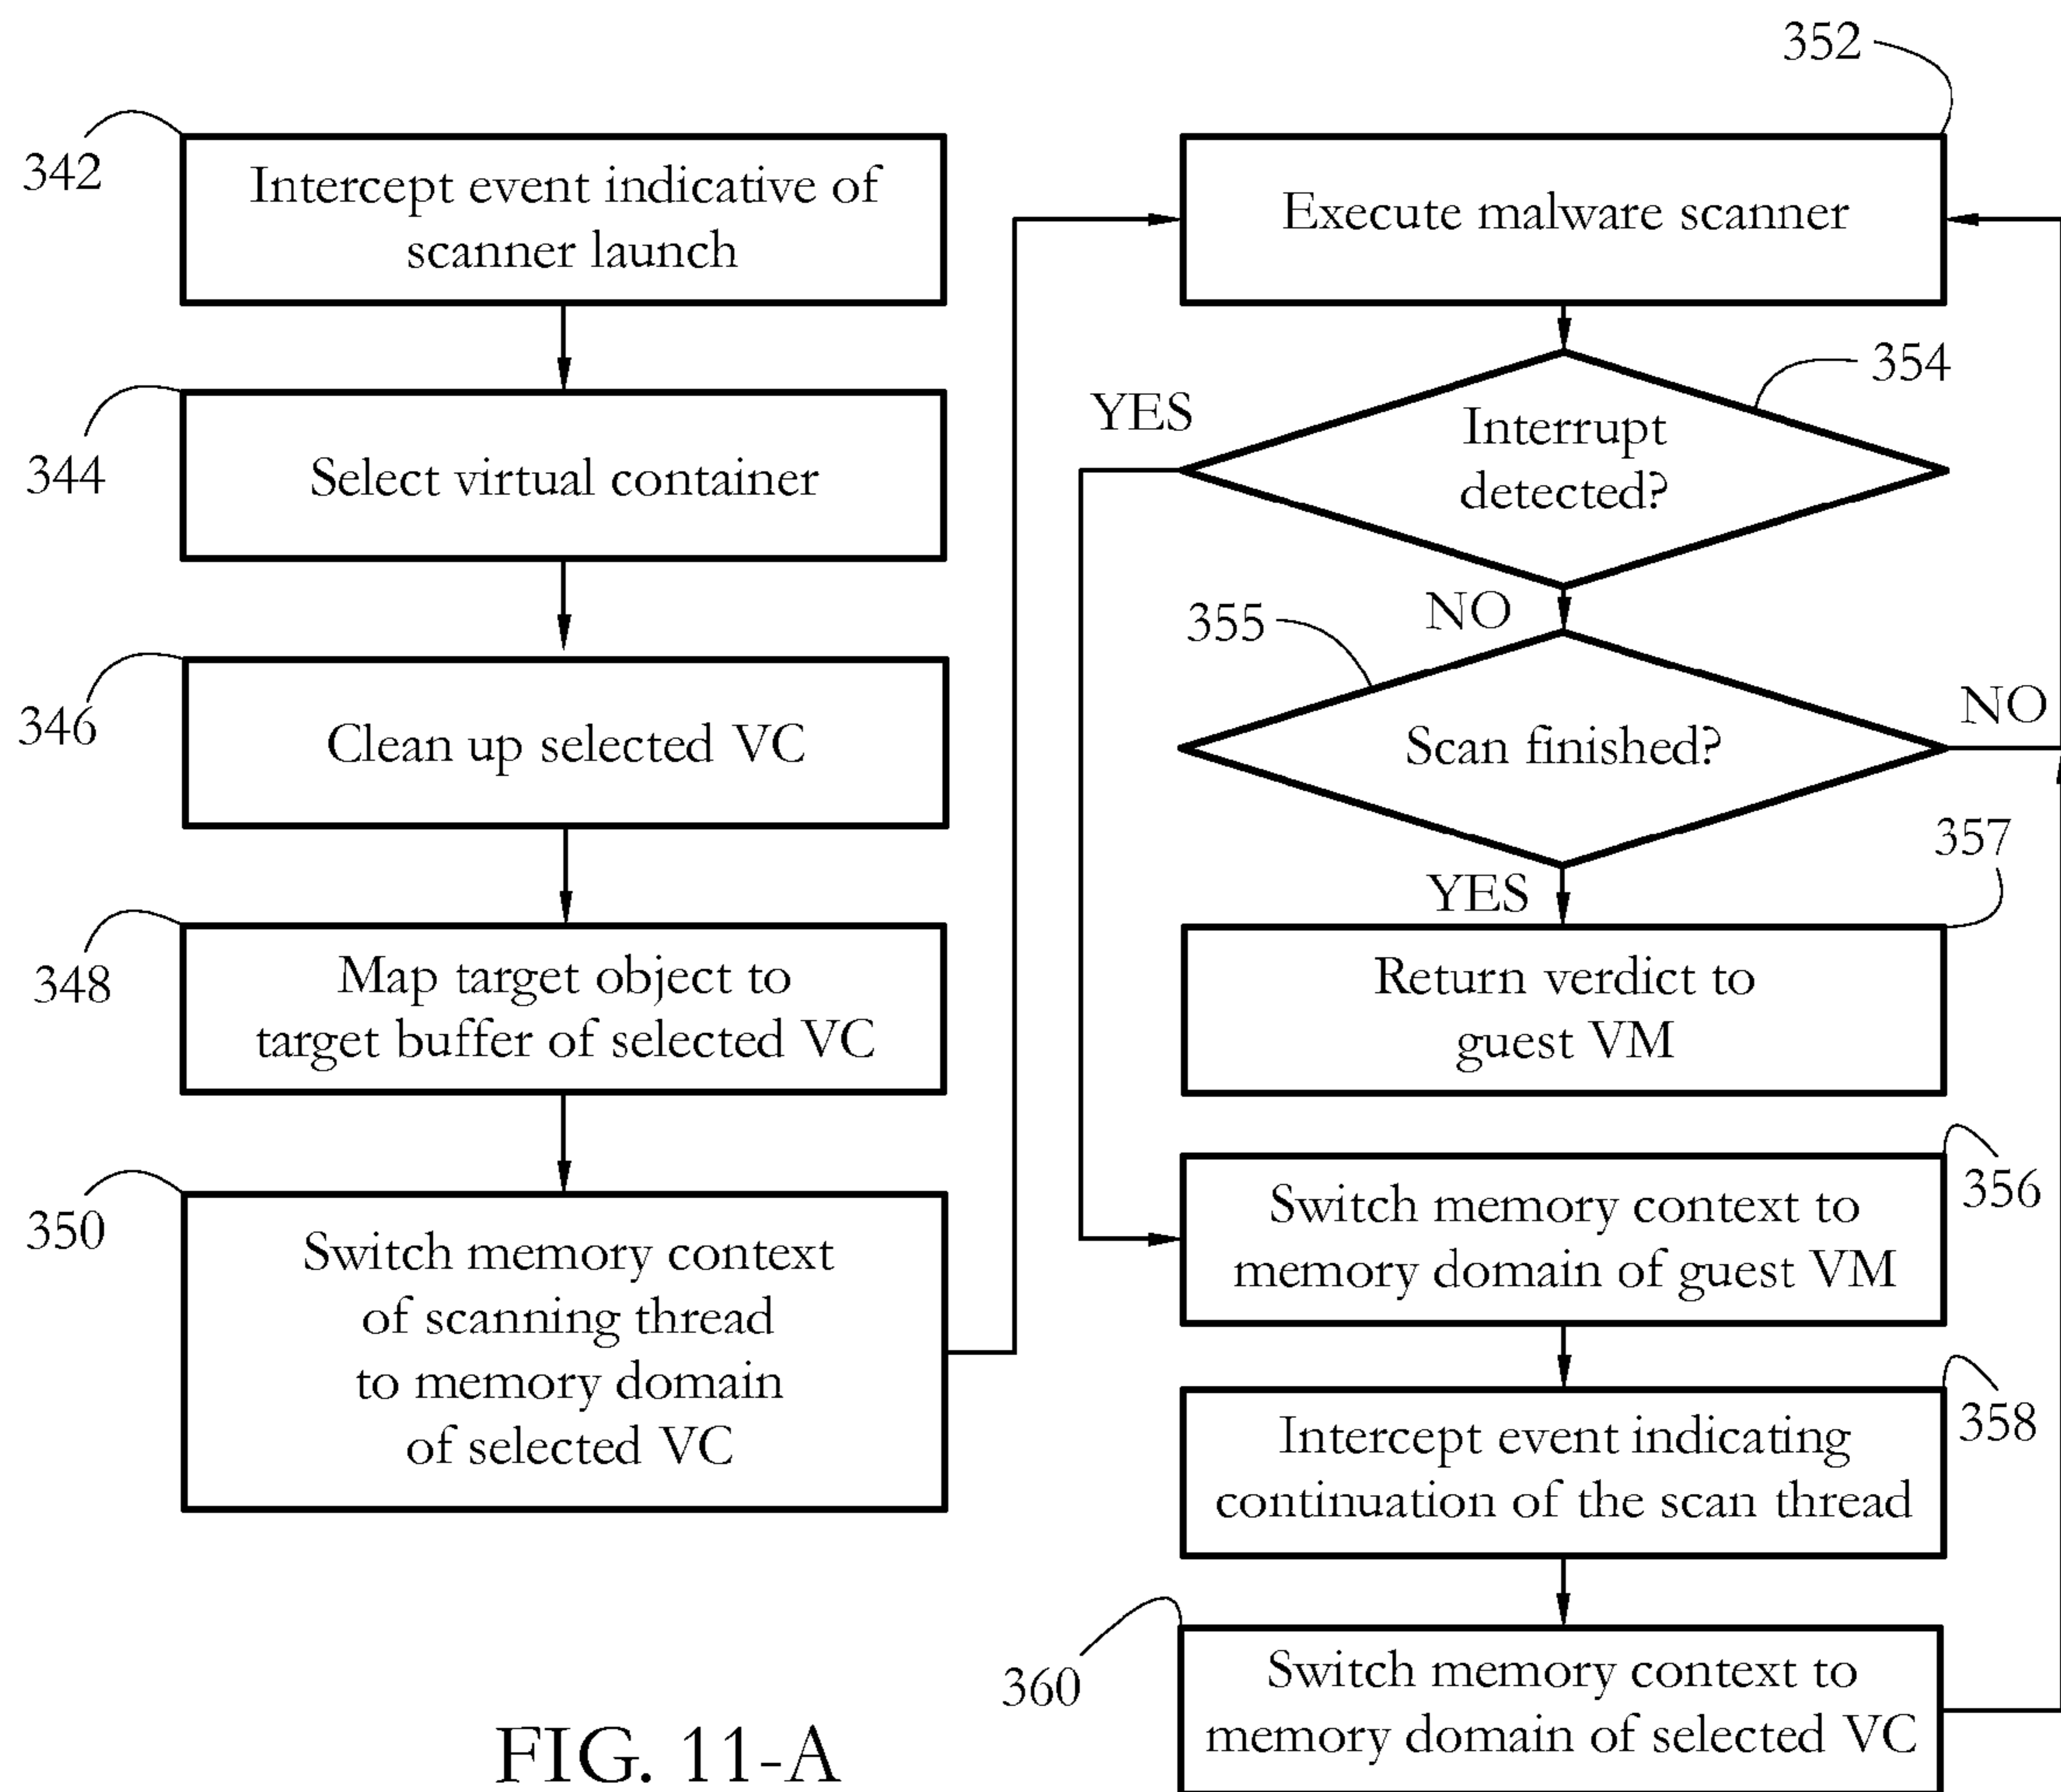 342
Intercept event indicative of
scanner launch
344
Select virtual container
346
Clean up selected VC
348
Map target object to
target buffer of selected VC
350
Switch memory context
of scanning thread
to memory domain
of selected VC
352
Execute malware scanner
354
YES
Interrupt
detected?
NO
355
Scan finished?
NO
YES
357
Return verdict to
guest VM
356
Switch memory context to
memory domain of guest VM
358
Intercept event indicating
continuation of the scan thread
360
Switch memory context to
memory domain of selected VC
FIG. 11-A